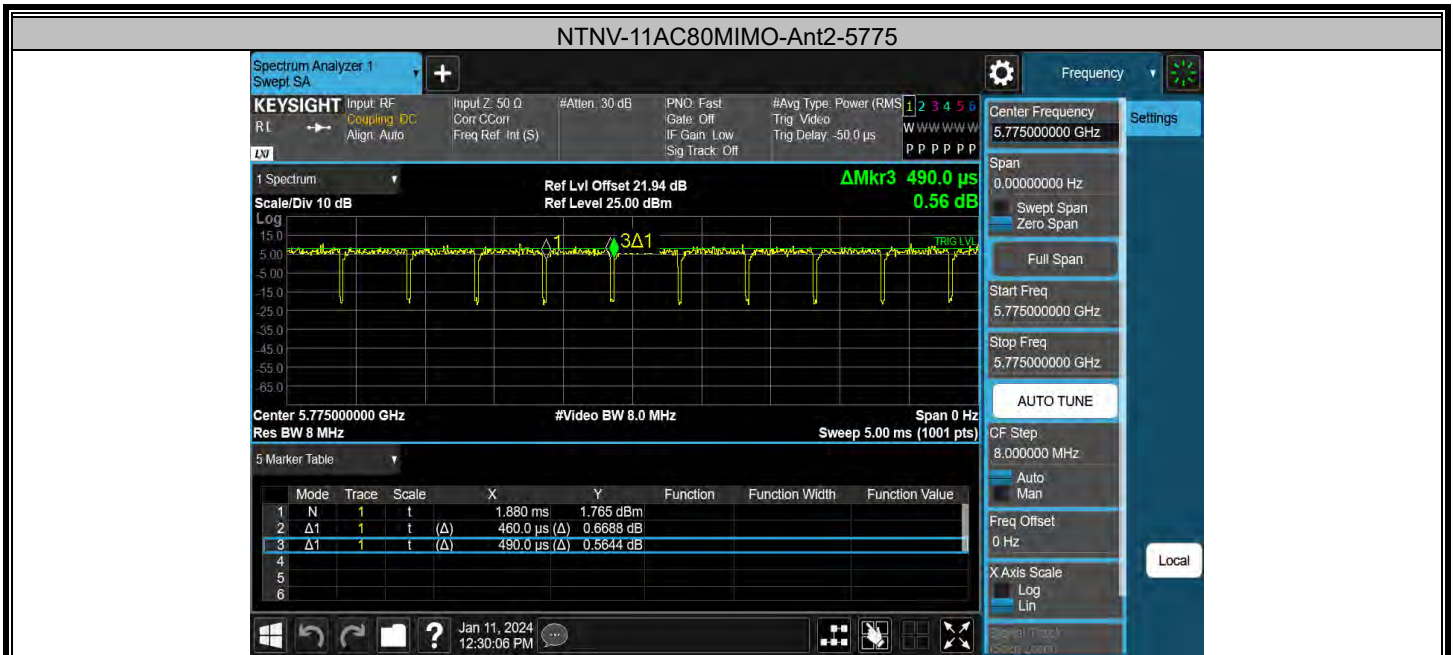 NTNV-11AC80MIMO-Ant2-5775
Spectrum Analyzer 1
Swept SA
+
Frequency
KEYSIGHT
RL
LXI
Input: RF
Coupling: DC
Align: Auto
Input Z: 50 Ω
Corr CCorr
Freq Ref: Int (S)
#Atten: 30 dB
PNO: Fast
Gate: Off
IF Gain: Low
Sig Track: Off
#Avg Type: Power (RMS
Trig: Video
Trig Delay: -50.0 µs
1 2 3 4 5 6
W W W W W W
P P P P P P
Center Frequency
5.775000000 GHz
Settings
1 Spectrum
Scale/Div 10 dB
Ref Lvl Offset 21.94 dB
Ref Level 25.00 dBm
ΔMkr3 490.0 µs
0.56 dB
Log
15.0
5.00
-5.00
-15.0
-25.0
-35.0
-45.0
-55.0
-65.0
1
3Δ1
TRIG LVL
Center 5.775000000 GHz
Res BW 8 MHz
#Video BW 8.0 MHz
Span 0 Hz
Sweep 5.00 ms (1001 pts)
Span
0.00000000 Hz
Swept Span
Zero Span
Full Span
Start Freq
5.775000000 GHz
Stop Freq
5.775000000 GHz
AUTO TUNE
CF Step
8.000000 MHz
Auto
Man
Freq Offset
0 Hz
X Axis Scale
Log
Lin
Signal Track
(Span Zoom)
Local
5 Marker Table
Mode Trace Scale X Y Function Function Width Function Value
1 N 1 t 1.880 ms 1.765 dBm
2 Δ1 1 t (Δ) 460.0 µs (Δ) 0.6688 dB
3 Δ1 1 t (Δ) 490.0 µs (Δ) 0.5644 dB
4
5
6
?
Jan 11, 2024
12:30:06 PM